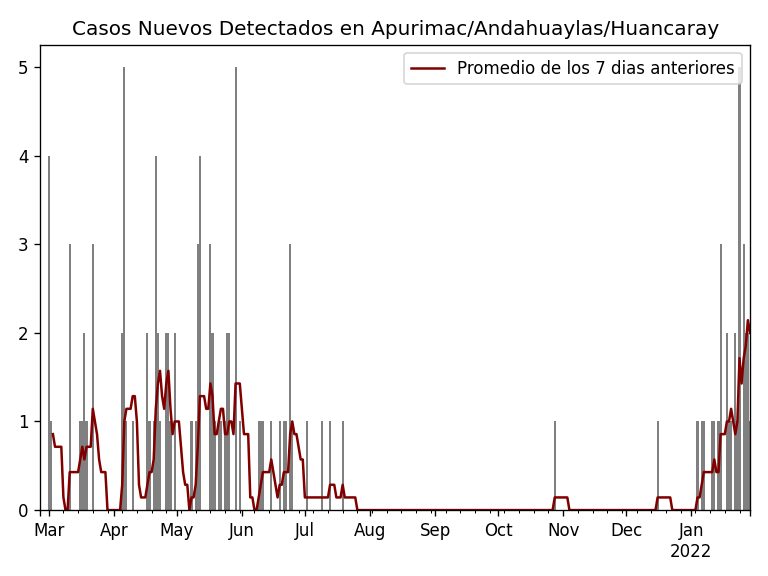 Casos Nuevos Detectados en Apurimac/Andahuaylas/Huancaray
Promedio de los 7 dias anteriores
5
4
3
2
1
0
Mar Apr May Jun Jul Aug Sep Oct Nov Dec Jan
2022